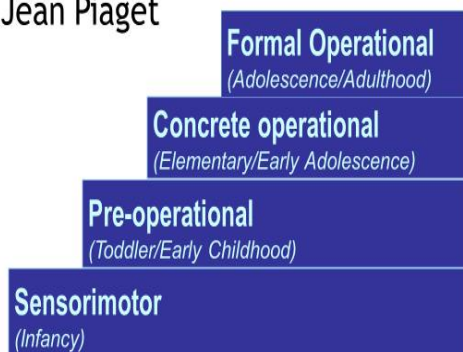 Jean Piaget
Formal Operational
(Adolescence/Adulthood)
Concrete operational
(Elementary/Early Adolescence)
Pre-operational
(Toddler/Early Childhood)
Sensorimotor
(Infancy)